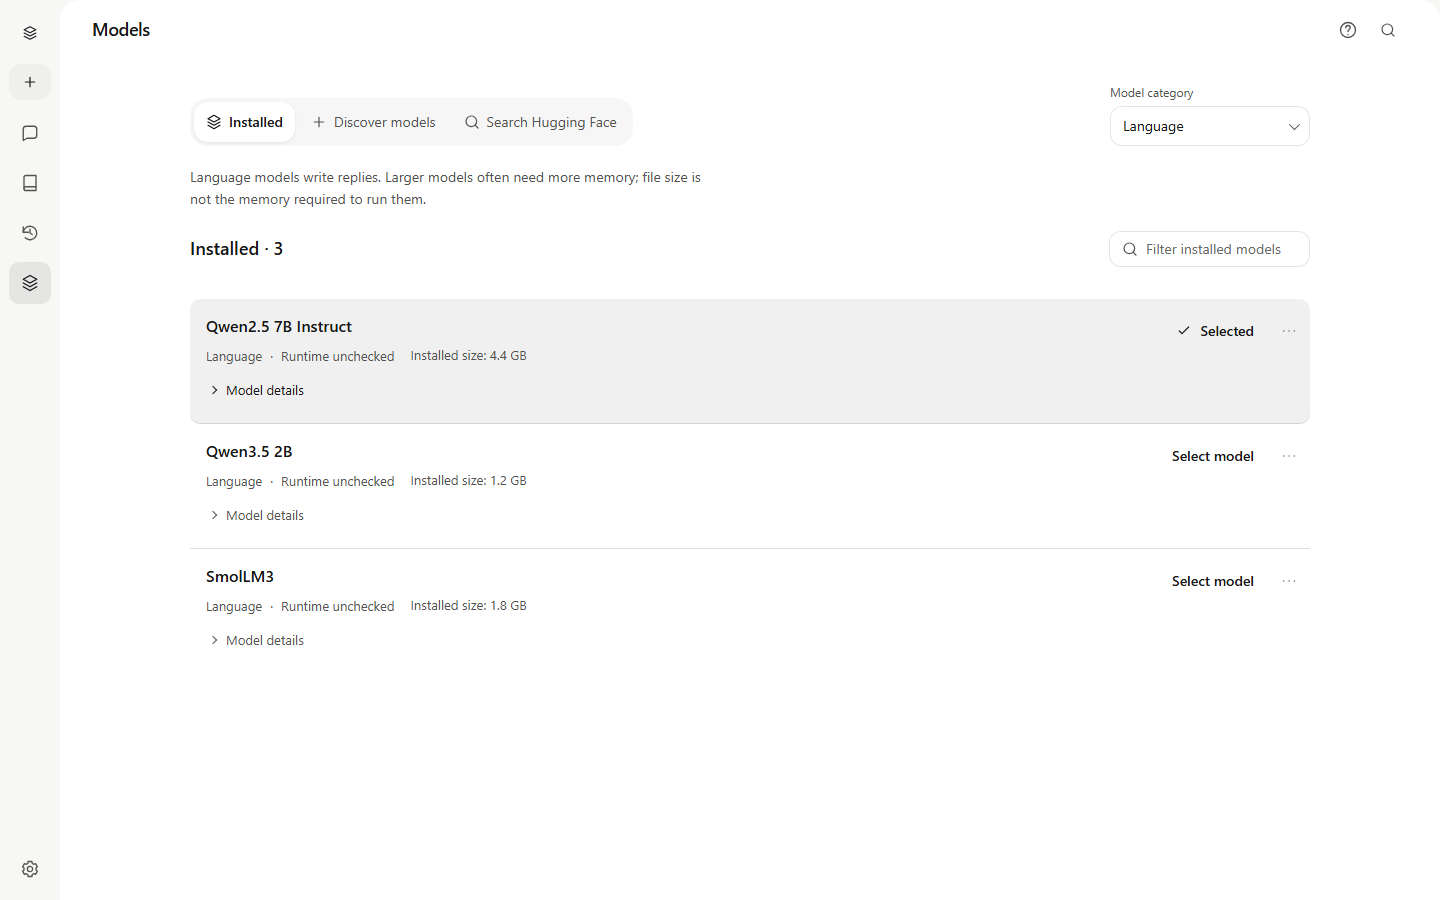 Models
Installed
Discover models
Search Hugging Face
Model category
Language
Language models write replies. Larger models often need more memory; file size is
not the memory required to run them.
Installed · 3
Filter installed models
Qwen2.5 7B Instruct
Selected
Language · Runtime unchecked Installed size: 4.4 GB
Model details
Qwen3.5 2B
Select model
Language · Runtime unchecked Installed size: 1.2 GB
Model details
SmolLM3
Select model
Language · Runtime unchecked Installed size: 1.8 GB
Model details